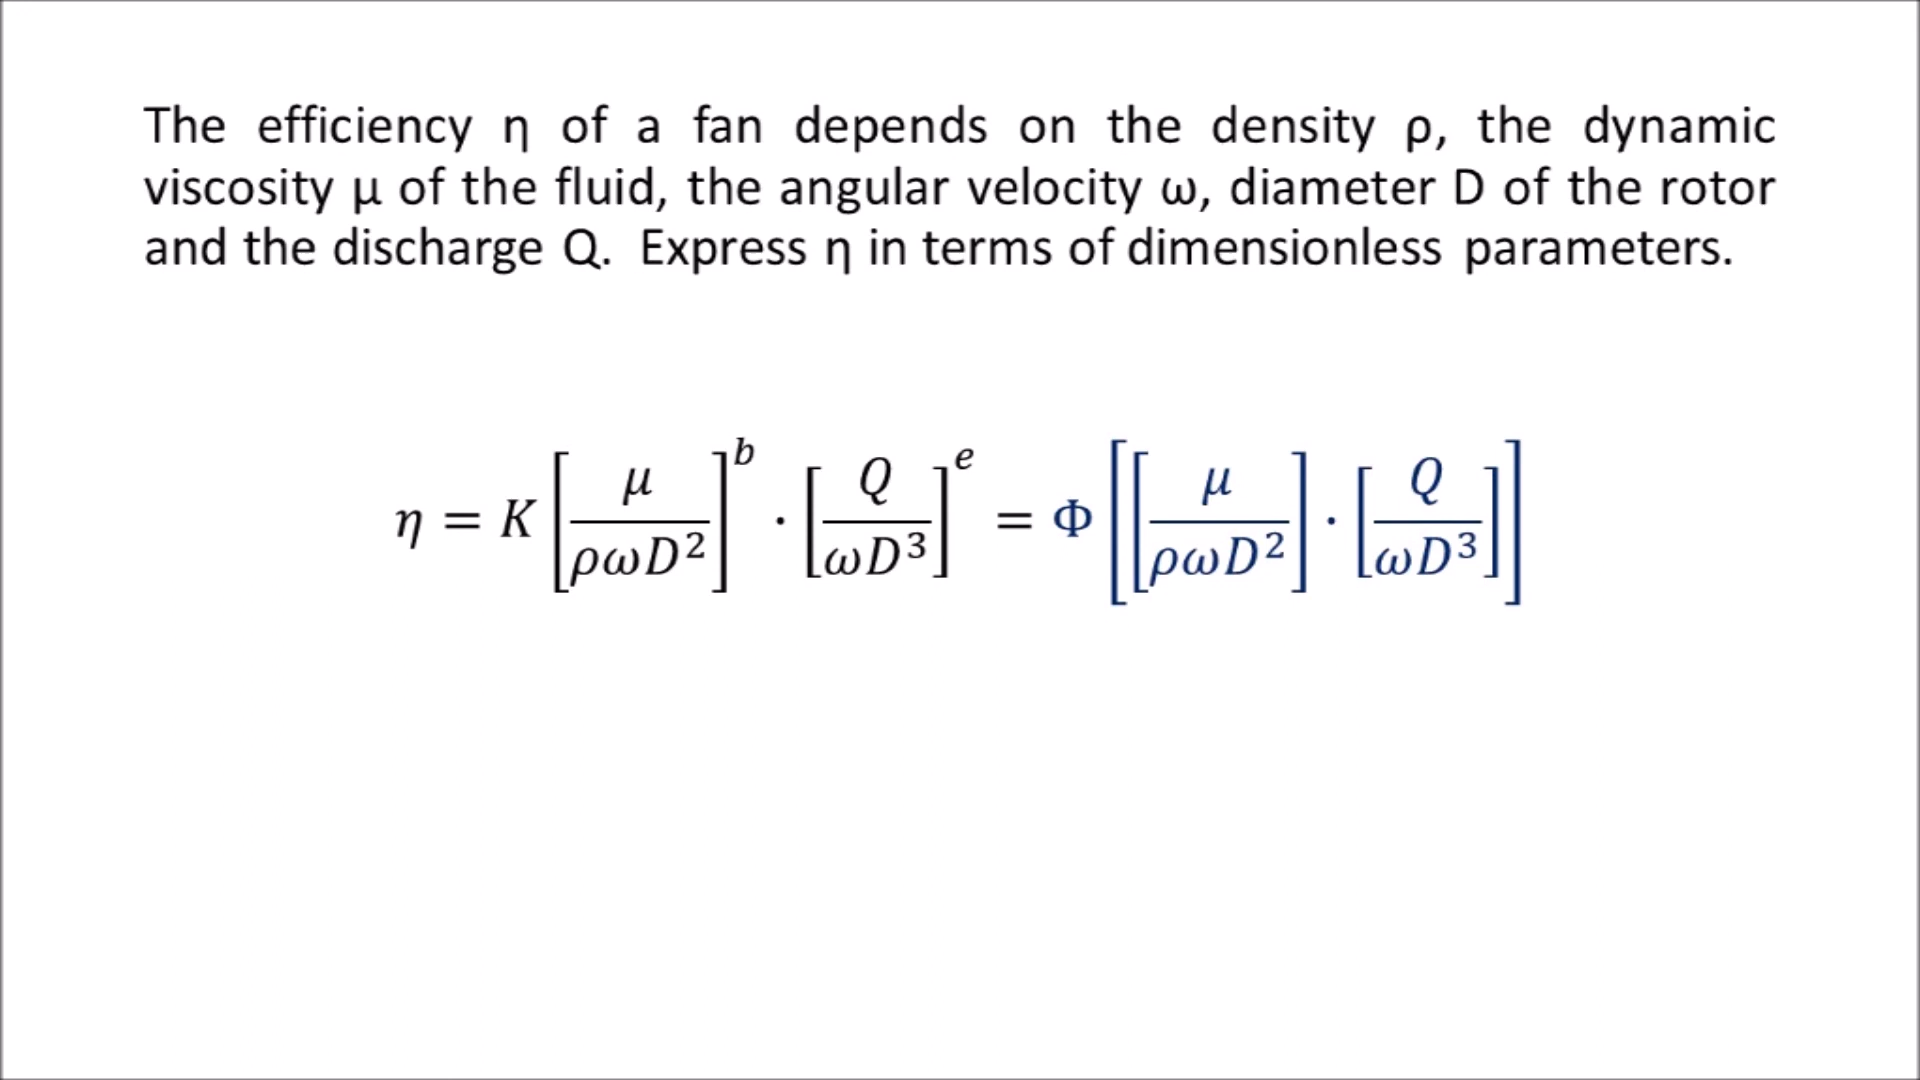 The efficiency η of a fan depends on the density ρ, the dynamic
viscosity μ of the fluid, the angular velocity ω, diameter D of the rotor
and the discharge Q. Express η in terms of dimensionless parameters.
η = K [μ / ρωD²]ᵇ · [Q / ωD³]ᵉ = Φ [[μ / ρωD²] · [Q / ωD³]]